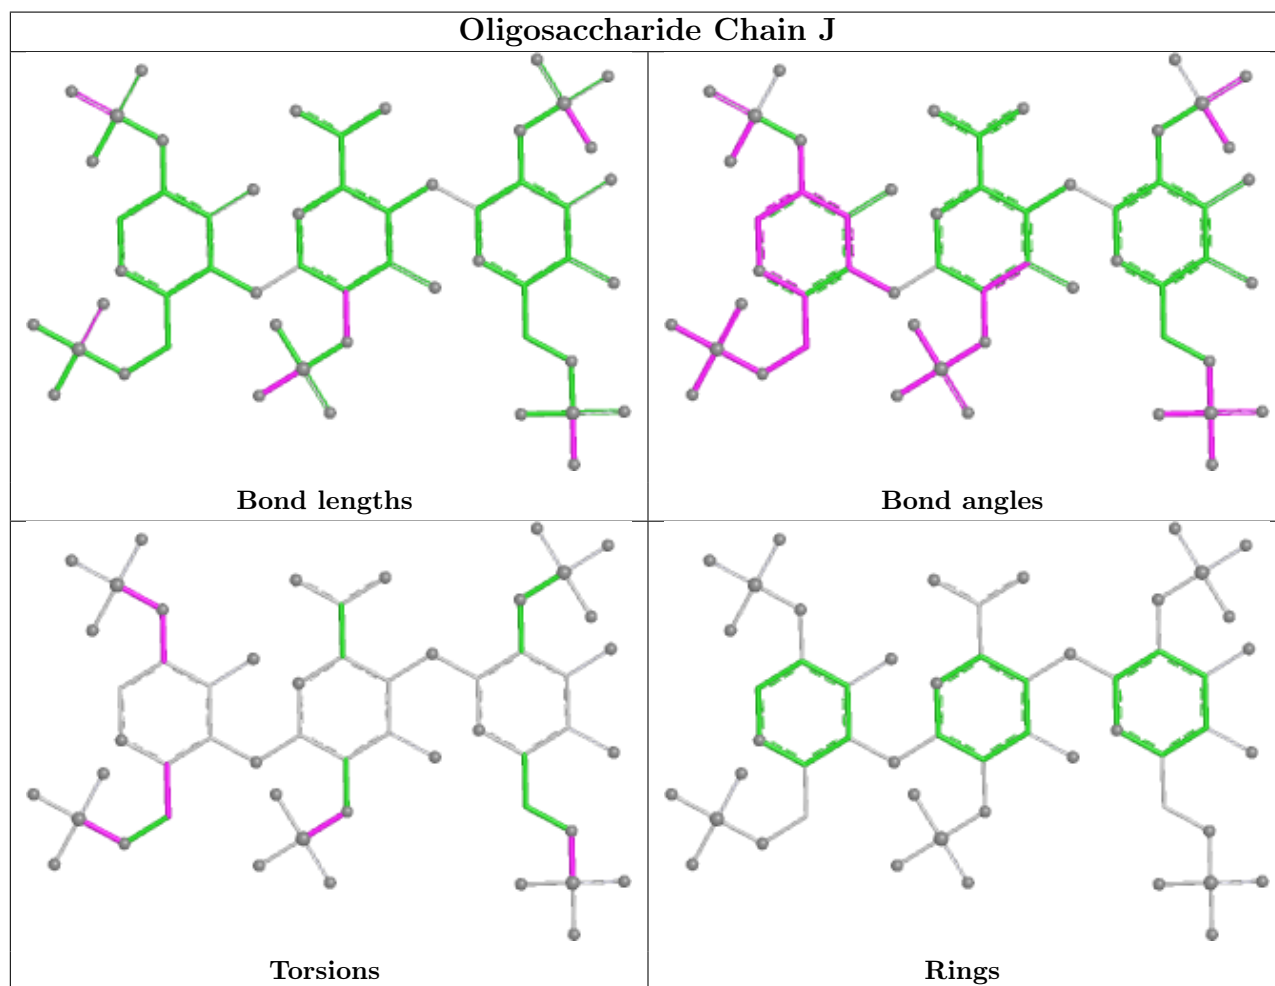 Oligosaccharide Chain J
Bond lengths
Bond angles
Torsions
Rings